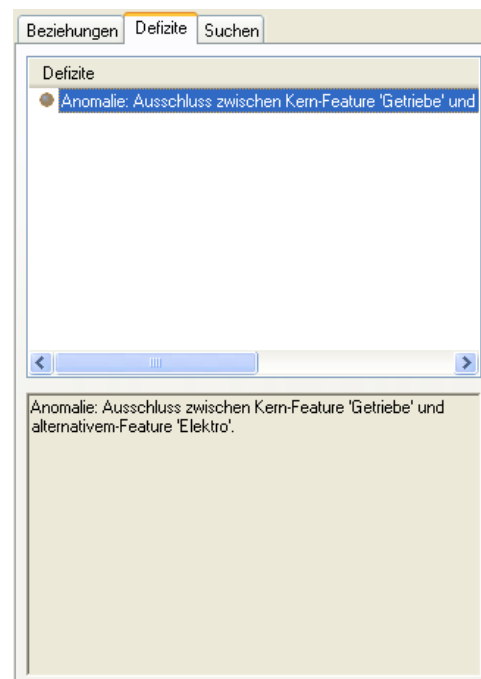 Beziehungen Defizite Suchen
Defizite
Anomalie: Ausschluss zwischen Kern-Feature 'Getriebe' und
Anomalie: Ausschluss zwischen Kern-Feature 'Getriebe' und
alternativem-Feature 'Elektro'.